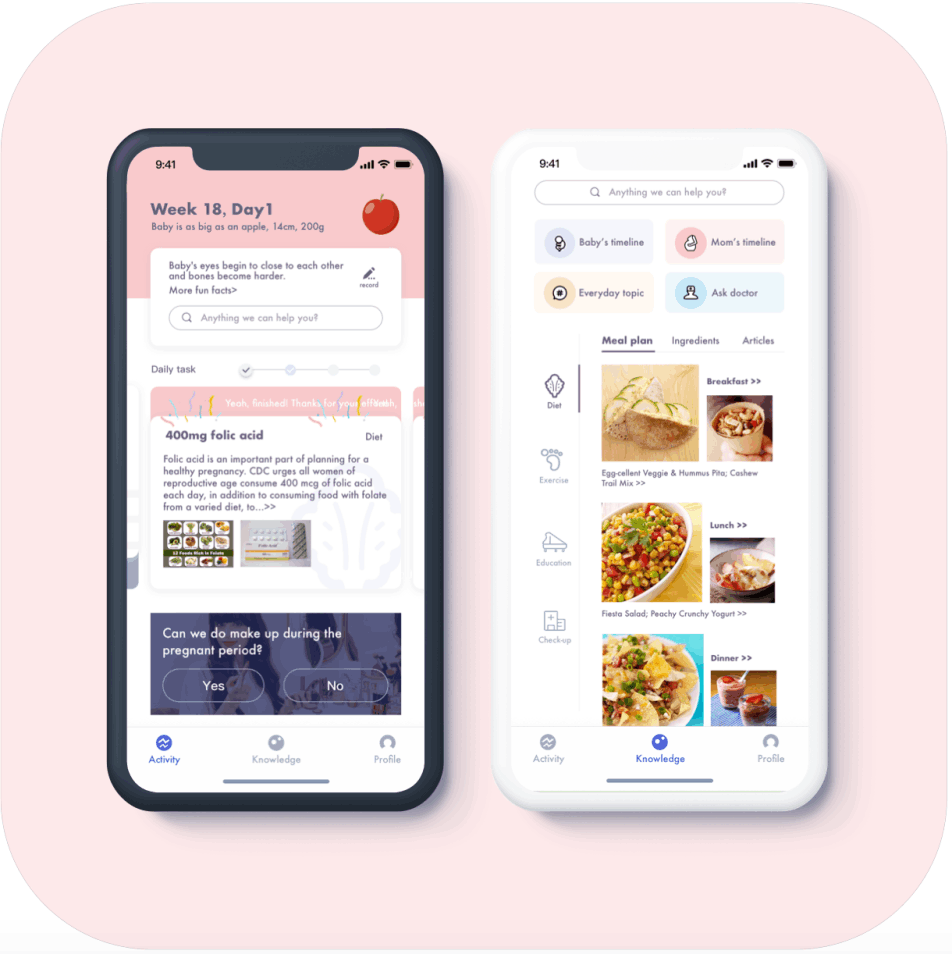 9:41
Week 18, Day1
Baby is as big as an apple, 14cm, 200g
Baby's eyes begin to close to each other
and bones become harder.
More fun facts>
record
Anything we can help you?
Daily task
Yeah, finished! Thanks for your effort!
400mg folic acid
Diet
Folic acid is an important part of planning for a
healthy pregnancy. CDC urges all women of
reproductive age consume 400 mcg of folic acid
each day, in addition to consuming food with folate
from a varied diet, to...>>
12 Foods Rich in Folate
Folic Acid
Can we do make up during the
pregnant period?
Yes
No
Activity
Knowledge
Profile
9:41
Anything we can help you?
Baby's timeline
Mom's timeline
Everyday topic
Ask doctor
Meal plan
Ingredients
Articles
Diet
Exercise
Education
Check-up
Breakfast >>
Egg-cellent Veggie & Hummus Pita; Cashew
Trail Mix >>
Lunch >>
Fiesta Salad; Peachy Crunchy Yogurt >>
Dinner >>
Activity
Knowledge
Profile